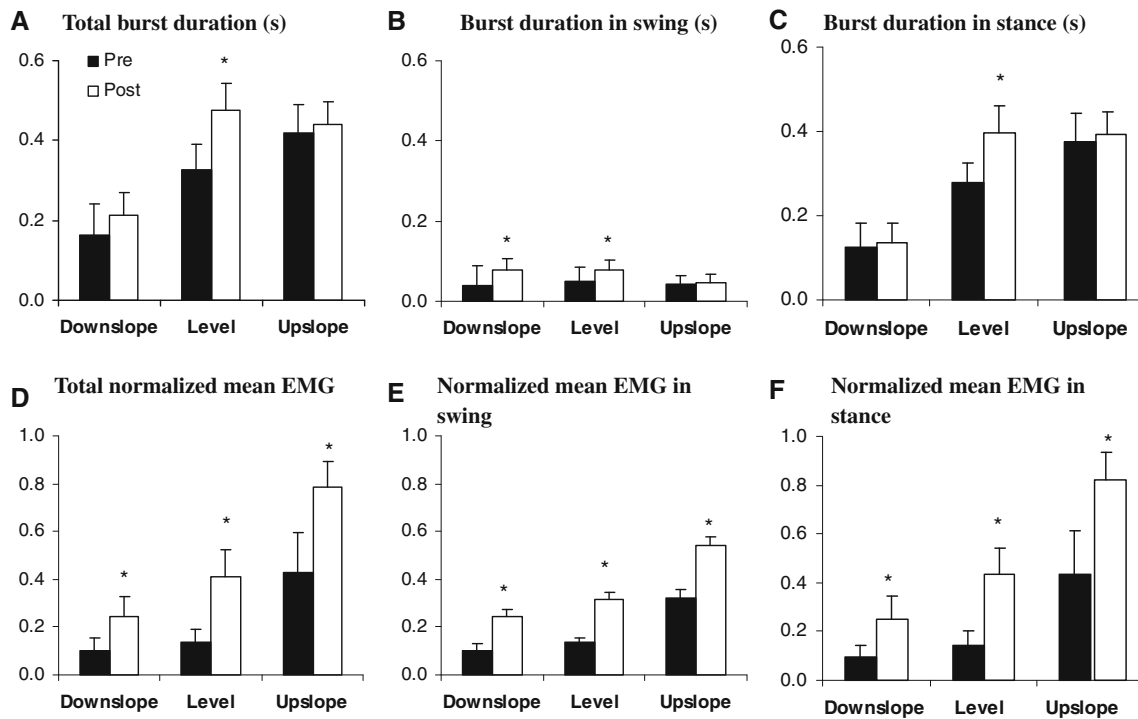 A Total burst duration (s)
B Burst duration in swing (s)
C Burst duration in stance (s)
0.6
Pre
Post
*
0.4
0.2
0.0
Downslope Level Upslope
0.6
0.4
0.2
* *
0.0
Downslope Level Upslope
0.6
*
0.4
0.2
0.0
Downslope Level Upslope
D Total normalized mean EMG
E Normalized mean EMG in
swing
F Normalized mean EMG in
stance
1.0
0.8
0.6
0.4
0.2
0.0
* * *
Downslope Level Upslope
1.0
0.8
0.6
0.4
0.2
0.0
* * *
Downslope Level Upslope
1.0
0.8
0.6
0.4
0.2
0.0
* * *
Downslope Level Upslope